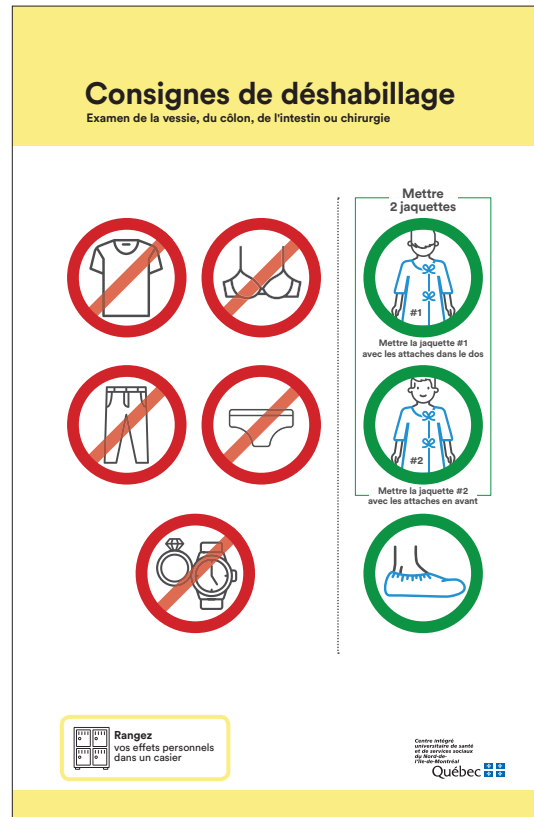 Consignes de déshabillage
Examen de la vessie, du côlon, de l'intestin ou chirurgie
Mettre
2 jaquettes
#1
Mettre la jaquette #1
avec les attaches dans le dos
#2
Mettre la jaquette #2
avec les attaches en avant
Rangez
vos effets personnels
dans un casier
Centre intégré
universitaire de santé
et de services sociaux
du Nord-de-
l'Île-de-Montréal
Québec